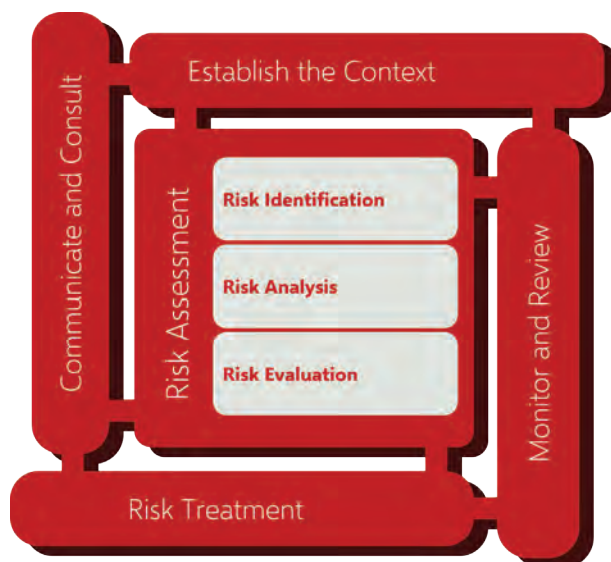 Establish the Context
Communicate and Consult
Risk Assessment
Risk Identification
Risk Analysis
Risk Evaluation
Monitor and Review
Risk Treatment